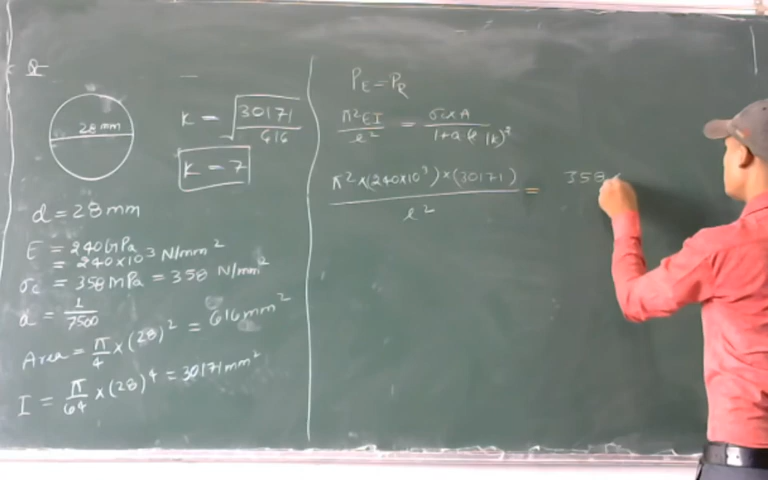 28 mm
K = √30171/616
K = 7
d = 28 mm
E = 240 GPa
= 240×10³ N/mm²
σc = 358 MPa = 358 N/mm²
a = 1/7500
Area = π/4 × (28)² = 616 mm²
I = π/64 × (28)⁴ = 30171 mm²
PE = PR
π²EI/l² = σc×A/1+a(l/k)²
π²×(240×10³)×(30171)/l² = 358